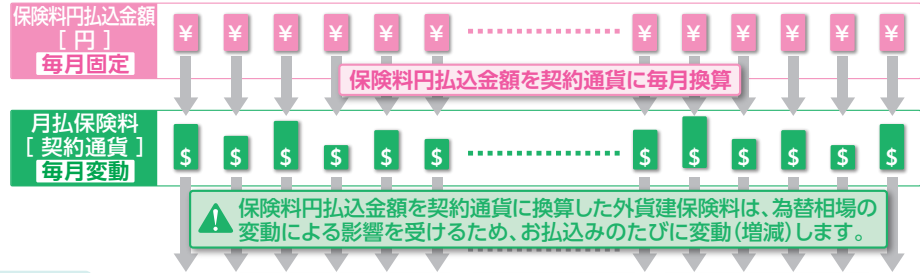 保険料円払込金額
[ 円 ]
毎月固定
¥ ¥ ¥ ¥ ¥ ¥ ¥ ¥ ¥ ¥ ¥ ¥
保険料円払込金額を契約通貨に毎月換算
月払保険料
[ 契約通貨 ]
毎月変動
$ $ $ $ $ $ $ $ $ $ $ $
保険料円払込金額を契約通貨に換算した外貨建保険料は、為替相場の
変動による影響を受けるため、お払込みのたびに変動(増減)します。